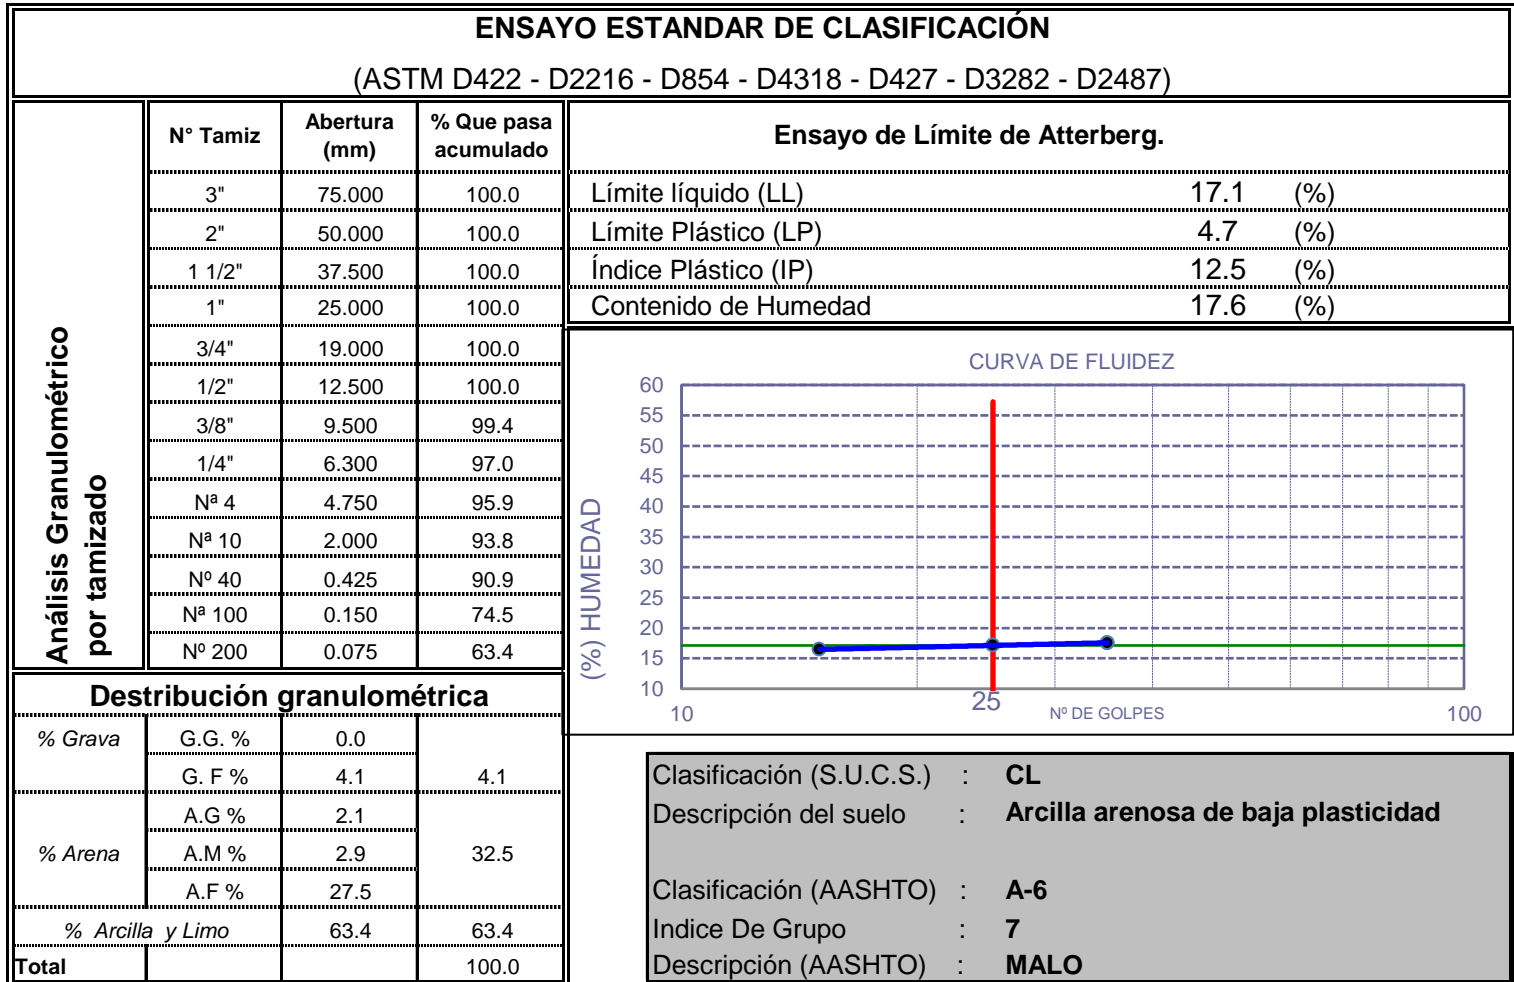 ENSAYO ESTANDAR DE CLASIFICACIÓN
(ASTM D422 - D2216 - D854 - D4318 - D427 - D3282 - D2487)
Análisis Granulométrico
por tamizado
N° Tamiz Abertura (mm) % Que pasa acumulado
3" 75.000 100.0
2" 50.000 100.0
1 1/2" 37.500 100.0
1" 25.000 100.0
3/4" 19.000 100.0
1/2" 12.500 100.0
3/8" 9.500 99.4
1/4" 6.300 97.0
Nª 4 4.750 95.9
Nª 10 2.000 93.8
Nº 40 0.425 90.9
Nª 100 0.150 74.5
Nº 200 0.075 63.4
Ensayo de Límite de Atterberg.
Límite líquido (LL) 17.1 (%)
Límite Plástico (LP) 4.7 (%)
Índice Plástico (IP) 12.5 (%)
Contenido de Humedad 17.6 (%)
CURVA DE FLUIDEZ
(%) HUMEDAD
60
55
50
45
40
35
30
25
20
15
10
10 25 Nº DE GOLPES 100
Destribución granulométrica
% Grava G.G. % 0.0
G. F % 4.1 4.1
A.G % 2.1
% Arena A.M % 2.9 32.5
A.F % 27.5
% Arcilla y Limo 63.4 63.4
Total 100.0
Clasificación (S.U.C.S.) : CL
Descripción del suelo : Arcilla arenosa de baja plasticidad
Clasificación (AASHTO) : A-6
Indice De Grupo : 7
Descripción (AASHTO) : MALO